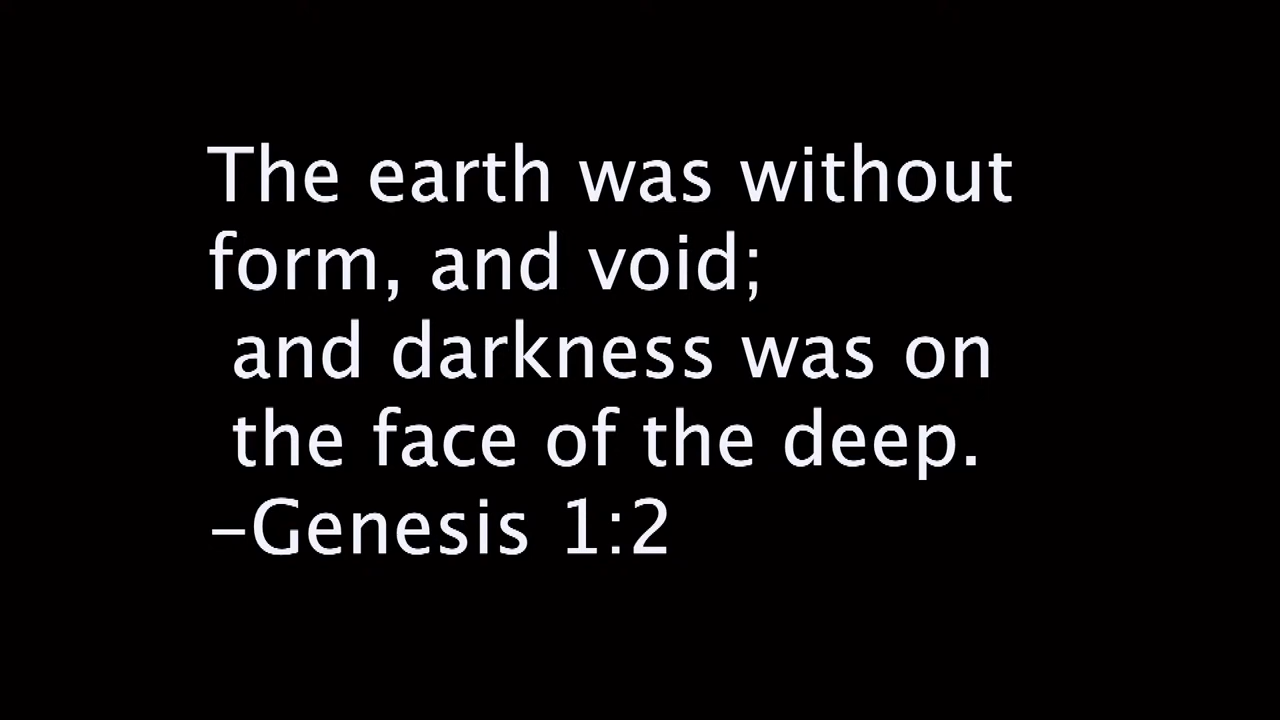 The earth was without
form, and void;
and darkness was on
the face of the deep.
–Genesis 1:2